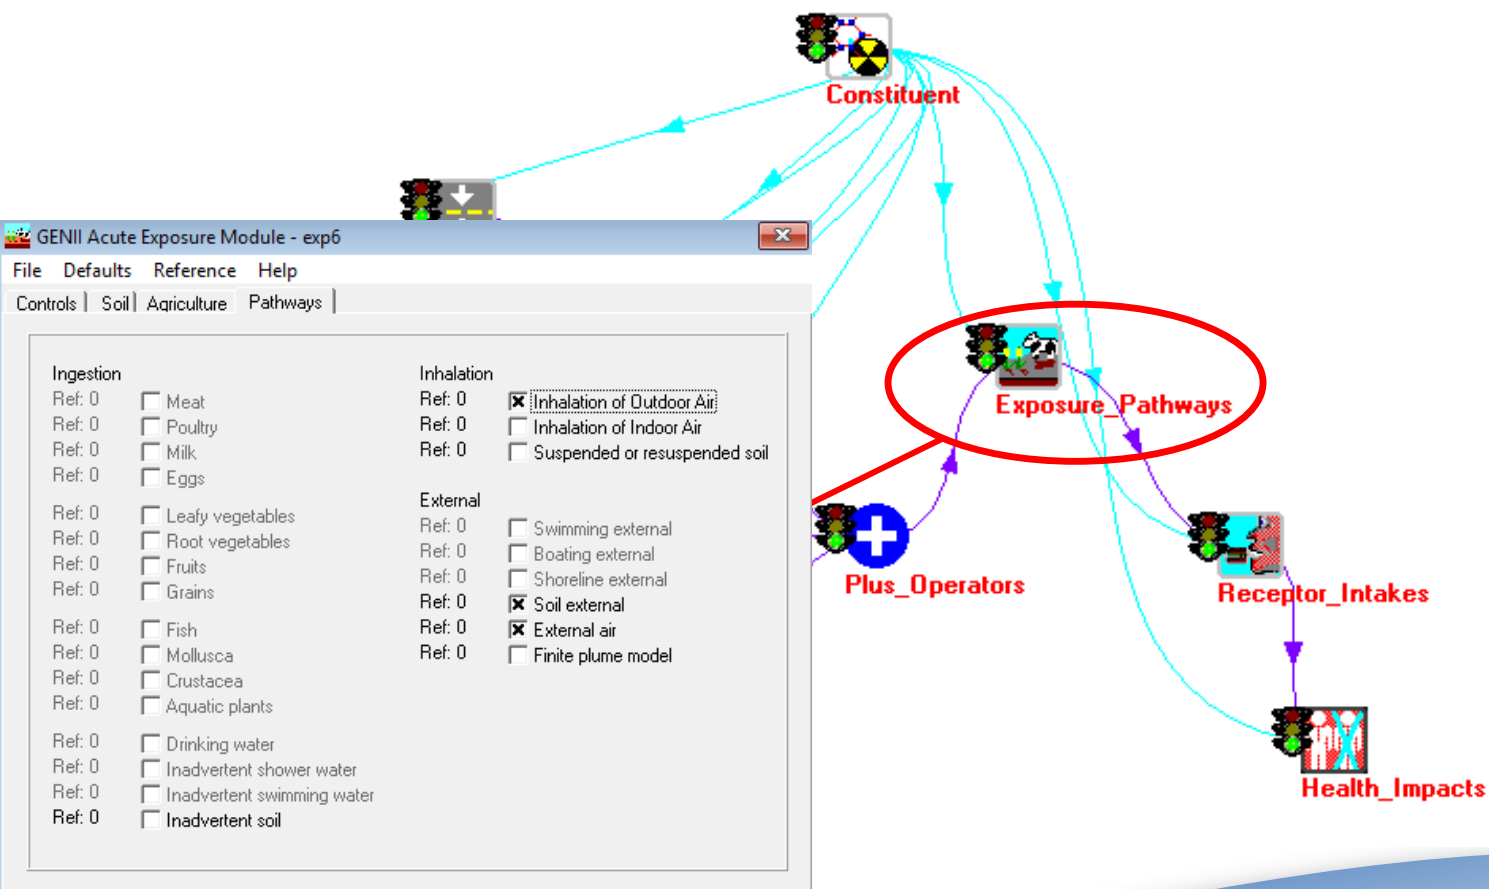 Constituent
GENII Acute Exposure Module - exp6
File Defaults Reference Help
Controls Soil Agriculture Pathways
Ingestion
Ref: 0 Meat
Ref: 0 Poultry
Ref: 0 Milk
Ref: 0 Eggs
Ref: 0 Leafy vegetables
Ref: 0 Root vegetables
Ref: 0 Fruits
Ref: 0 Grains
Ref: 0 Fish
Ref: 0 Mollusca
Ref: 0 Crustacea
Ref: 0 Aquatic plants
Ref: 0 Drinking water
Ref: 0 Inadvertent shower water
Ref: 0 Inadvertent swimming water
Ref: 0 Inadvertent soil
Inhalation
Ref: 0 Inhalation of Outdoor Air
Ref: 0 Inhalation of Indoor Air
Ref: 0 Suspended or resuspended soil
External
Ref: 0 Swimming external
Ref: 0 Boating external
Ref: 0 Shoreline external
Ref: 0 Soil external
Ref: 0 External air
Ref: 0 Finite plume model
Exposure_Pathways
Plus_Operators
Receptor_Intakes
Health_Impacts